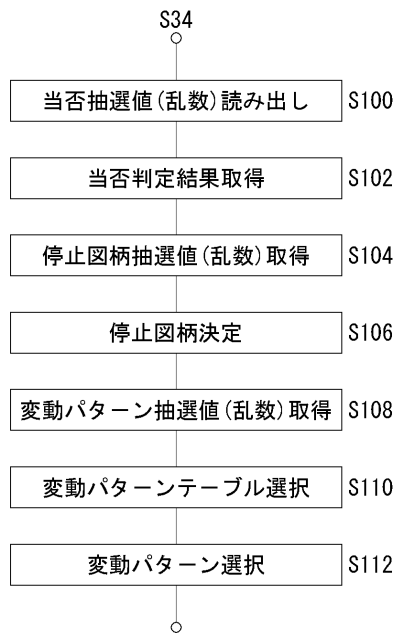 S34
当否抽選値(乱数)読み出し S100
当否判定結果取得 S102
停止図柄抽選値(乱数)取得 S104
停止図柄決定 S106
変動パターン抽選値(乱数)取得 S108
変動パターンテーブル選択 S110
変動パターン選択 S112